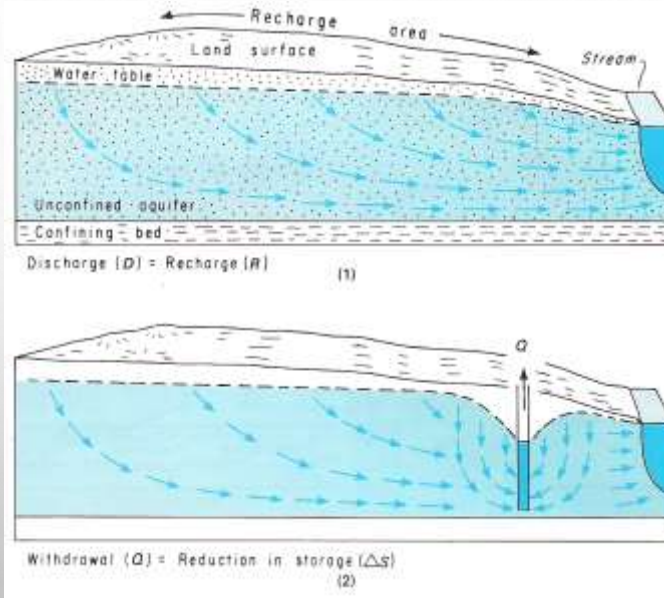 Recharge area
Land surface
Stream
Water table
Unconfined aquifer
Confining bed
Discharge (D) = Recharge (R)
(1)
Q
Withdrawal (Q) = Reduction in storage (ΔS)
(2)